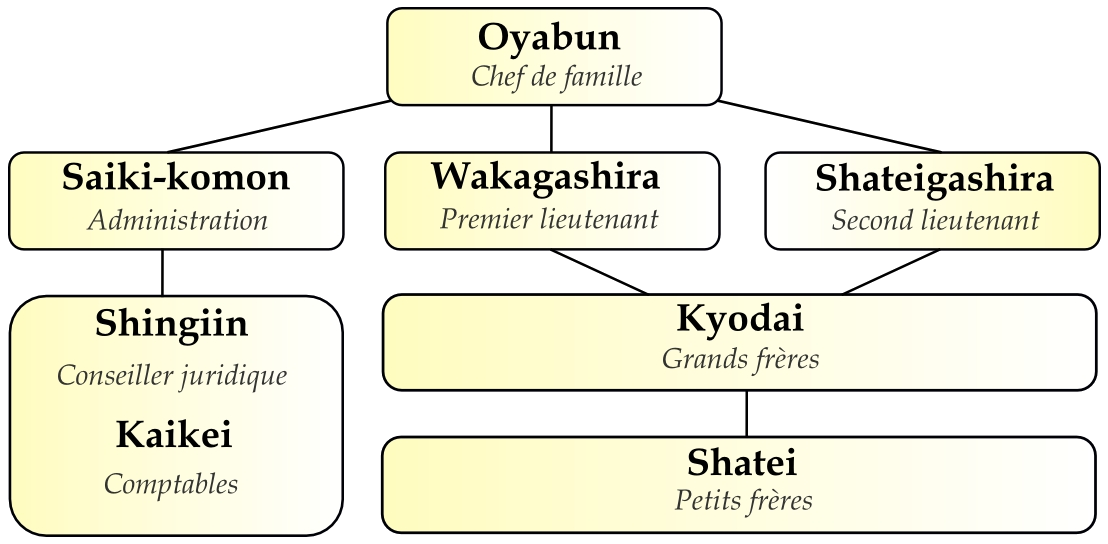 Oyabun
Chef de famille
Saiki-komon
Administration
Wakagashira
Premier lieutenant
Shateigashira
Second lieutenant
Shingiin
Conseiller juridique
Kaikei
Comptables
Kyodai
Grands frères
Shatei
Petits frères